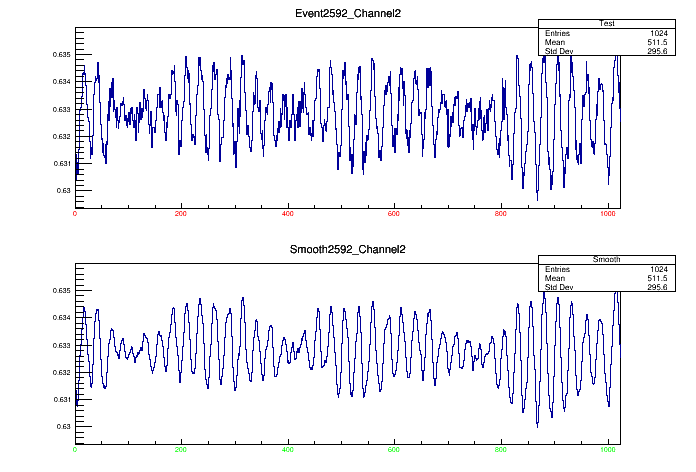 Event2592_Channel2
Test
Entries 1024
Mean 511.5
Std Dev 295.6
0.635
0.634
0.633
0.632
0.631
0.63
0 200 400 600 800 1000
Smooth2592_Channel2
Smooth
Entries 1024
Mean 511.5
Std Dev 295.6
0.635
0.634
0.633
0.632
0.631
0.63
0 200 400 600 800 1000